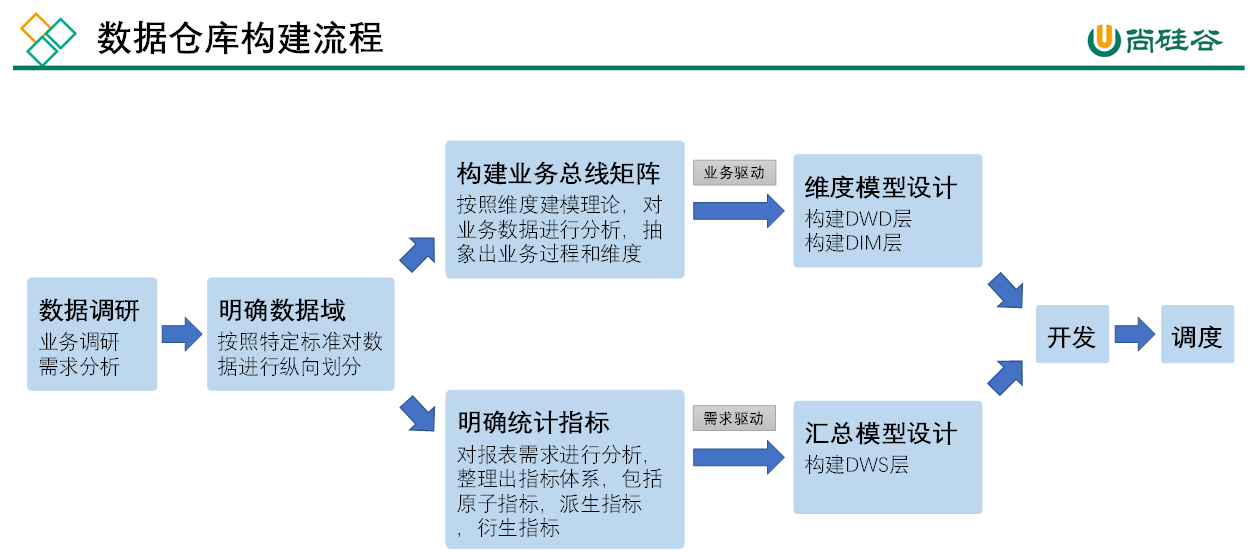 数据仓库构建流程
尚硅谷
数据调研
业务调研
需求分析
明确数据域
按照特定标准对数
据进行纵向划分
构建业务总线矩阵
按照维度建模理论，对
业务数据进行分析，抽
象出业务过程和维度
业务驱动
维度模型设计
构建DWD层
构建DIM层
明确统计指标
对报表需求进行分析，
整理出指标体系，包括
原子指标，派生指标
，衍生指标
需求驱动
汇总模型设计
构建DWS层
开发
调度